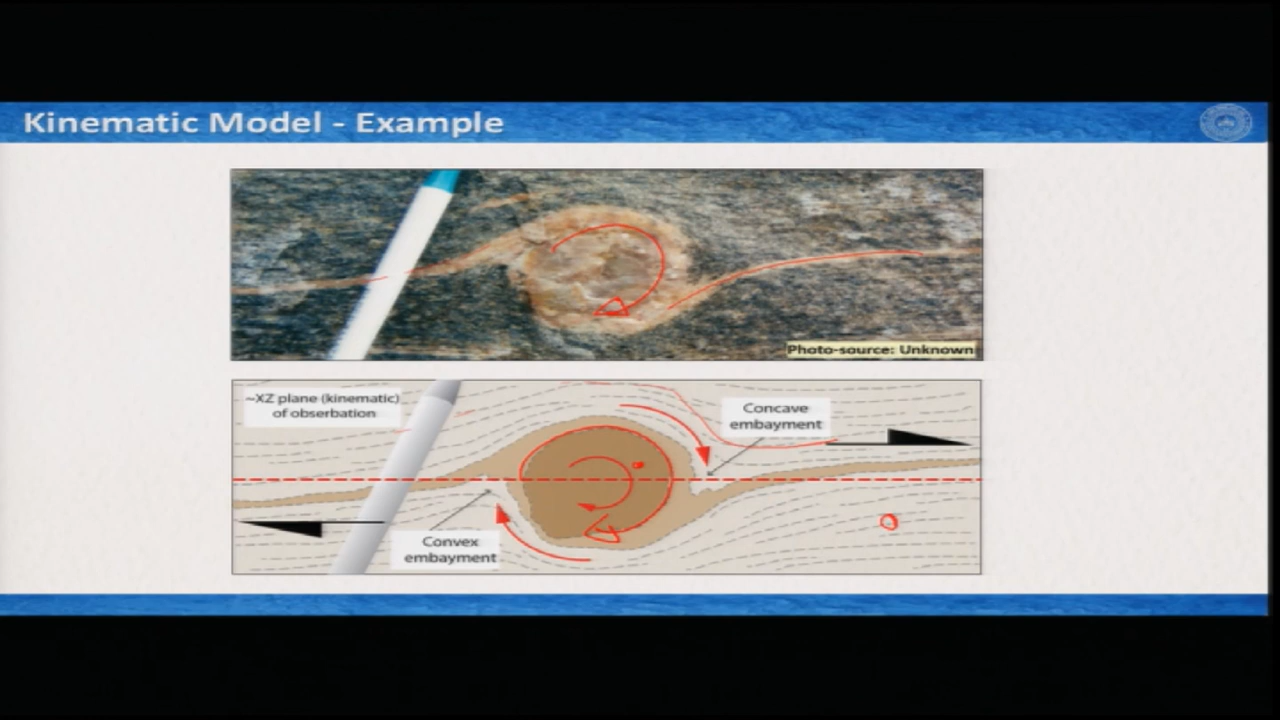 Kinematic Model - Example
Photo-source: Unknown
~XZ plane (kinematic)
of obserbation
Concave
embayment
Convex
embayment